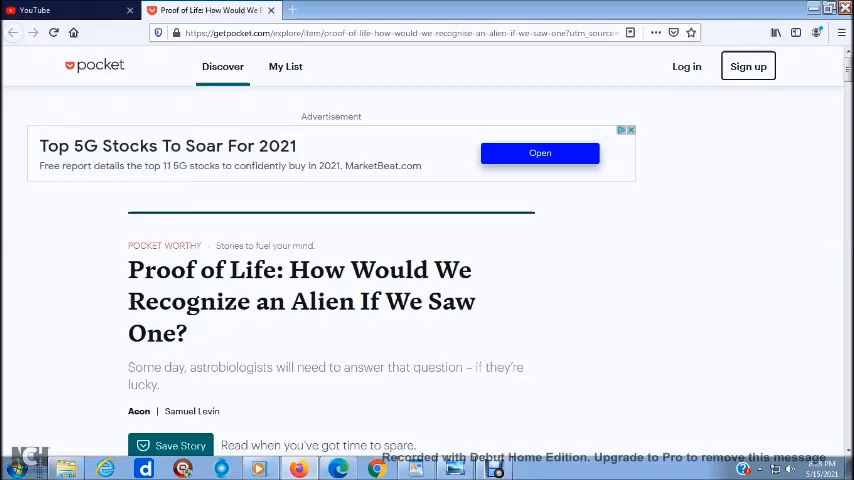 YouTube
Proof of Life: How Would We R
https://getpocket.com/explore/item/proof-of-life-how-would-we-recognise-an-alien-if-we-saw-one?utm_source=
pocket
Discover
My List
Log in
Sign up
Advertisement
Top 5G Stocks To Soar For 2021
Free report details the top 11 5G stocks to confidently buy in 2021. MarketBeat.com
Open
POCKET WORTHY · Stories to fuel your mind.
Proof of Life: How Would We
Recognize an Alien If We Saw
One?
Some day, astrobiologists will need to answer that question – if they're
lucky.
Aeon | Samuel Levin
Save Story
Read when you've got time to spare.
Recorded with Debut Home Edition. Upgrade to Pro to remove this message
NCH
8:28 PM
5/15/2021